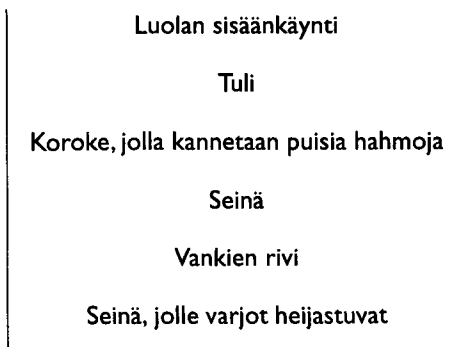 Luolan sisäänkäynti
Tuli
Koroke, jolla kannetaan puisia hahmoja
Seinä
Vankien rivi
Seinä, jolle varjot heijastuvat